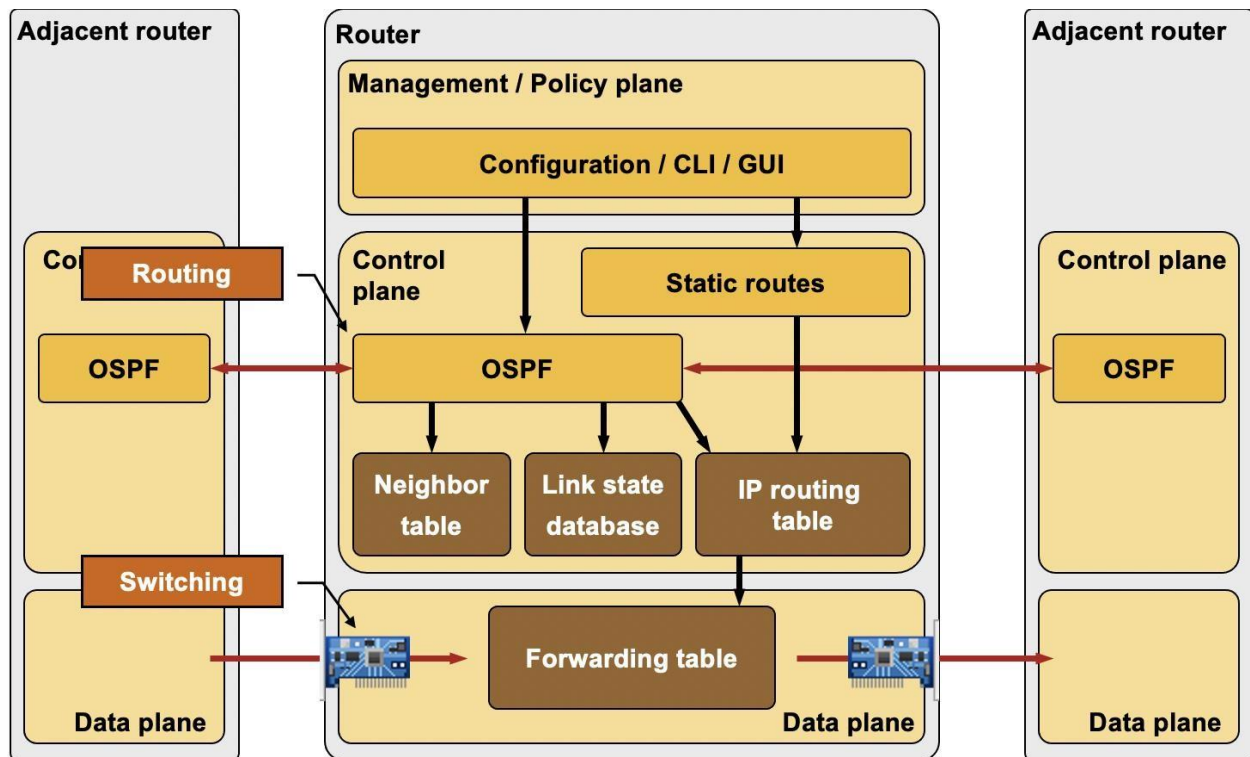 Adjacent router
Router
Adjacent router
Management / Policy plane
Configuration / CLI / GUI
Co
Routing
Control
plane
Static routes
Control plane
OSPF
OSPF
OSPF
Neighbor
table
Link state
database
IP routing
table
Switching
Forwarding table
Data plane
Data plane
Data plane